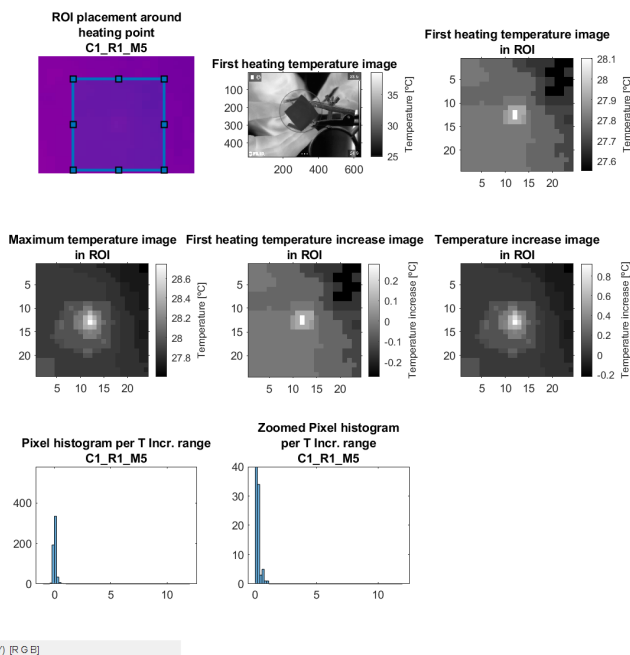 ROI placement around
heating point
C1_R1_M5
First heating temperature image
100
200
300
400
200 400 600
35
30
25
Temperature [ºC]
First heating temperature image
in ROI
5
10
15
20
5 10 15 20
28.1
28
27.9
27.8
27.7
27.6
Temperature [ºC]
Maximum temperature image
in ROI
5
10
15
20
5 10 15 20
28.6
28.4
28.2
28
27.8
Temperature [ºC]
First heating temperature increase image
in ROI
5
10
15
20
5 10 15 20
0.2
0.1
0
-0.1
-0.2
Temperature increase [ºC]
Temperature increase image
in ROI
5
10
15
20
5 10 15 20
0.8
0.6
0.4
0.2
0
-0.2
Temperature increase [ºC]
Pixel histogram per T Incr. range
C1_R1_M5
400
200
0
0 5 10
Zoomed Pixel histogram
per T Incr. range
C1_R1_M5
40
30
20
10
0
0 5 10
[R G B]